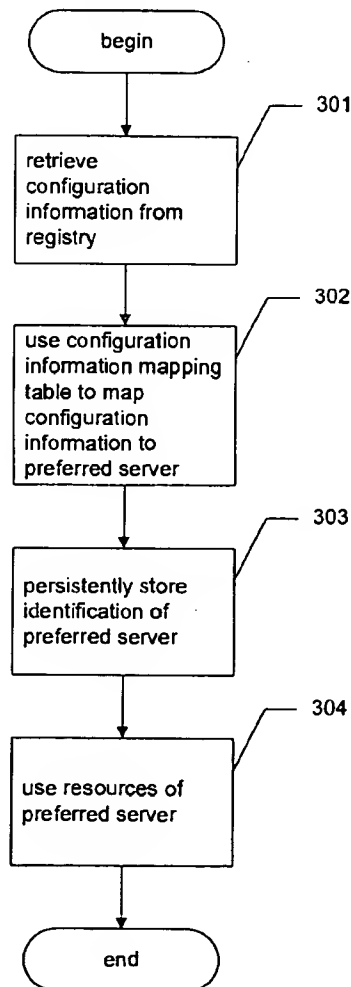 begin
301
retrieve
configuration
information from
registry
302
use configuration
information mapping
table to map
configuration
information to
preferred server
303
persistently store
identification of
preferred server
304
use resources of
preferred server
end